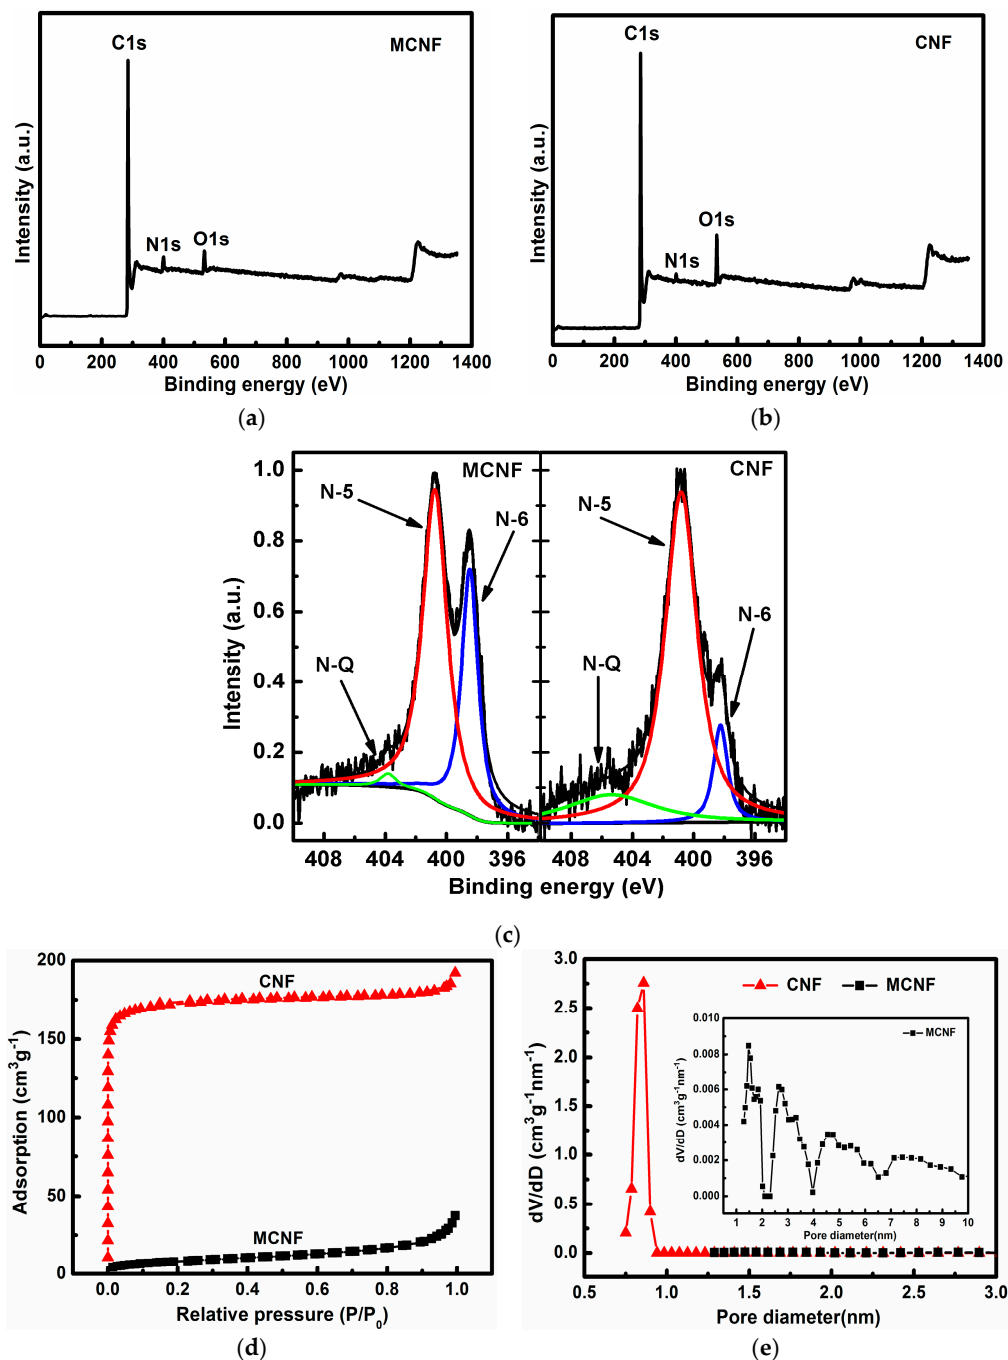 C1s
MCNF
N1s
O1s
Intensity (a.u.)
0 200 400 600 800 1000 1200 1400
Binding energy (eV)
(a)
C1s
CNF
O1s
N1s
Intensity (a.u.)
0 200 400 600 800 1000 1200 1400
Binding energy (eV)
(b)
1.0
0.8
0.6
0.4
0.2
0.0
Intensity (a.u.)
MCNF
N-5
N-6
N-Q
408 404 400 396
CNF
N-5
N-6
N-Q
408 404 400 396
Binding energy (eV)
(c)
200
150
100
50
0
Adsorption (cm³g⁻¹)
CNF
MCNF
0.0 0.2 0.4 0.6 0.8 1.0
Relative pressure (P/P₀)
(d)
3.0
2.5
2.0
1.5
1.0
0.5
0.0
dV/dD (cm³g⁻¹nm⁻¹)
CNF MCNF
0.010
0.008
0.006
0.004
0.002
0.000
dV/dD (cm³g⁻¹nm⁻¹)
MCNF
1 2 3 4 5 6 7 8 9 10
Pore diameter(nm)
0.5 1.0 1.5 2.0 2.5 3.0
Pore diameter(nm)
(e)